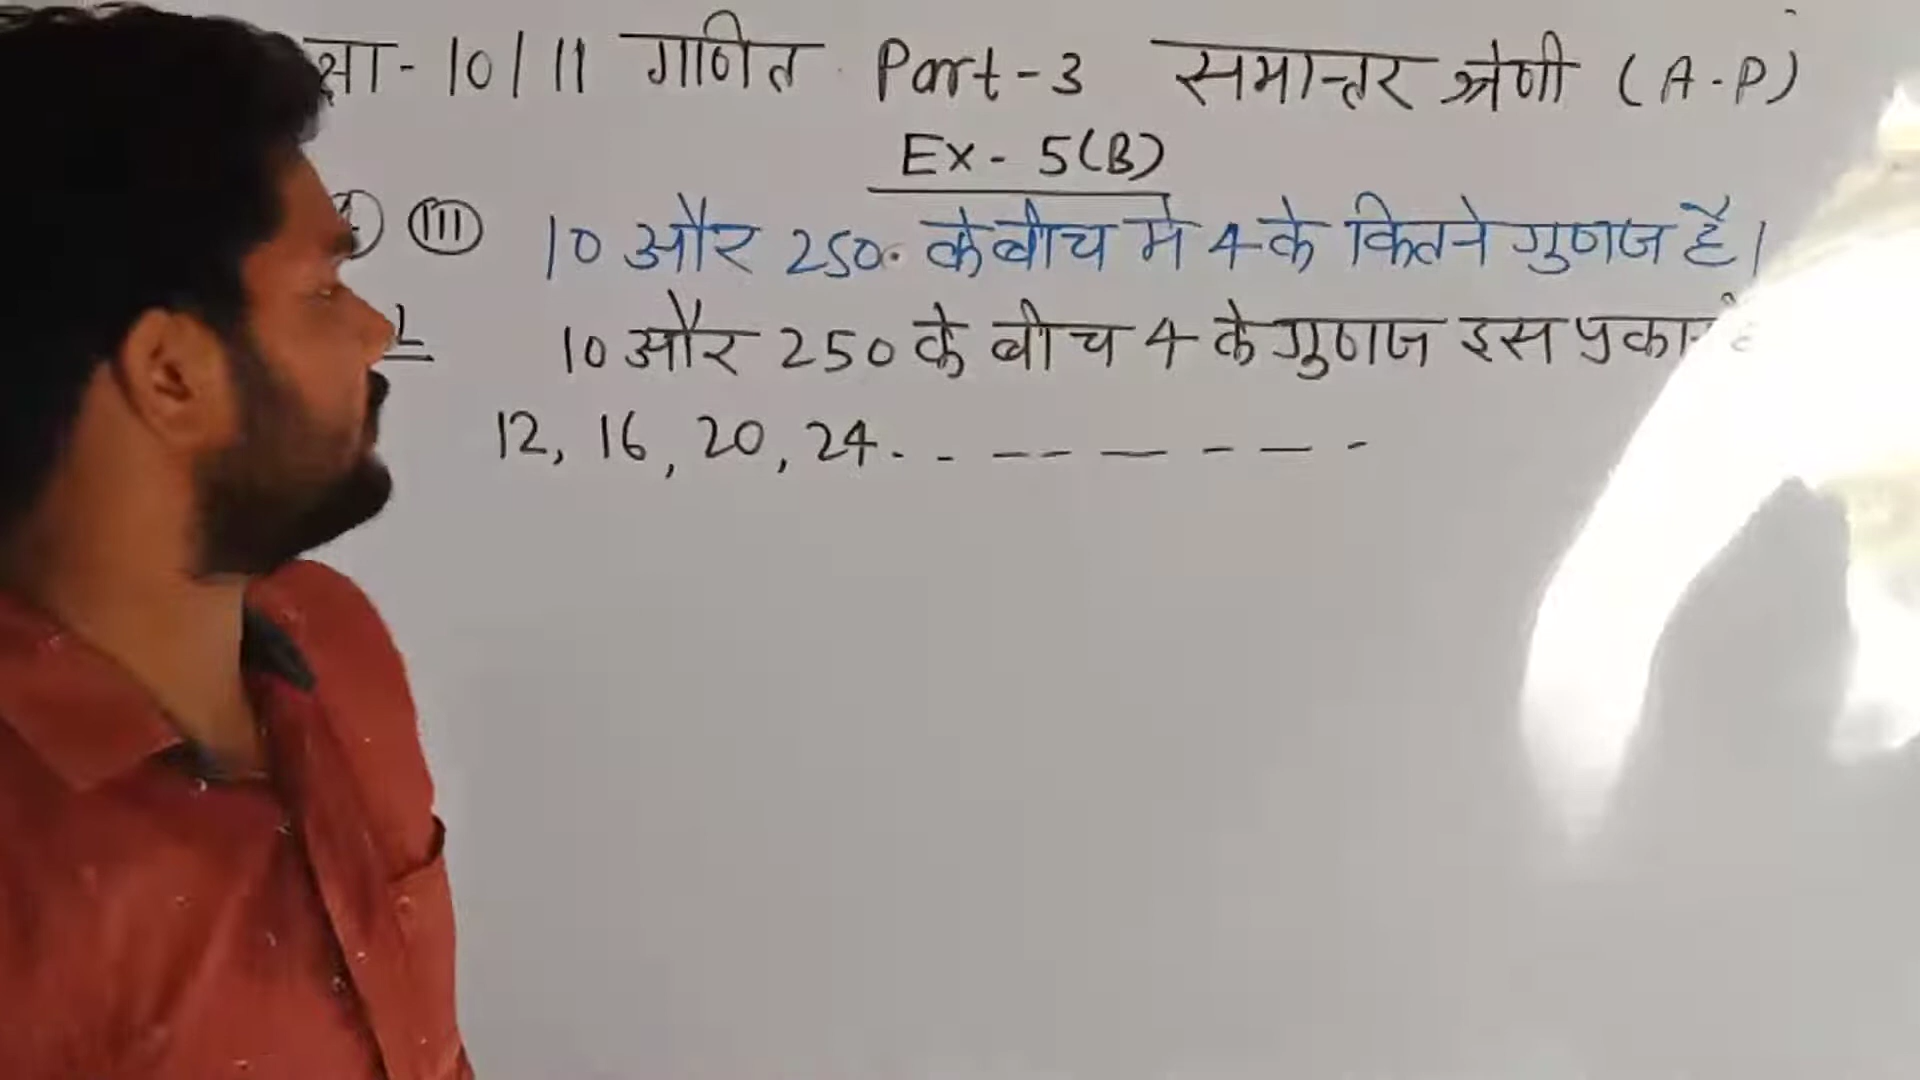 क्षा - 10 / 11 गणित Part - 3 समान्तर श्रेणी ( A - P )
Ex - 5(B)
(iii) 10 और 250 के बीच मे 4 के कितने गुणज है।
10 और 250 के बीच 4 के गुणज इस प्रकार
12, 16, 20, 24 - - - - - - - -